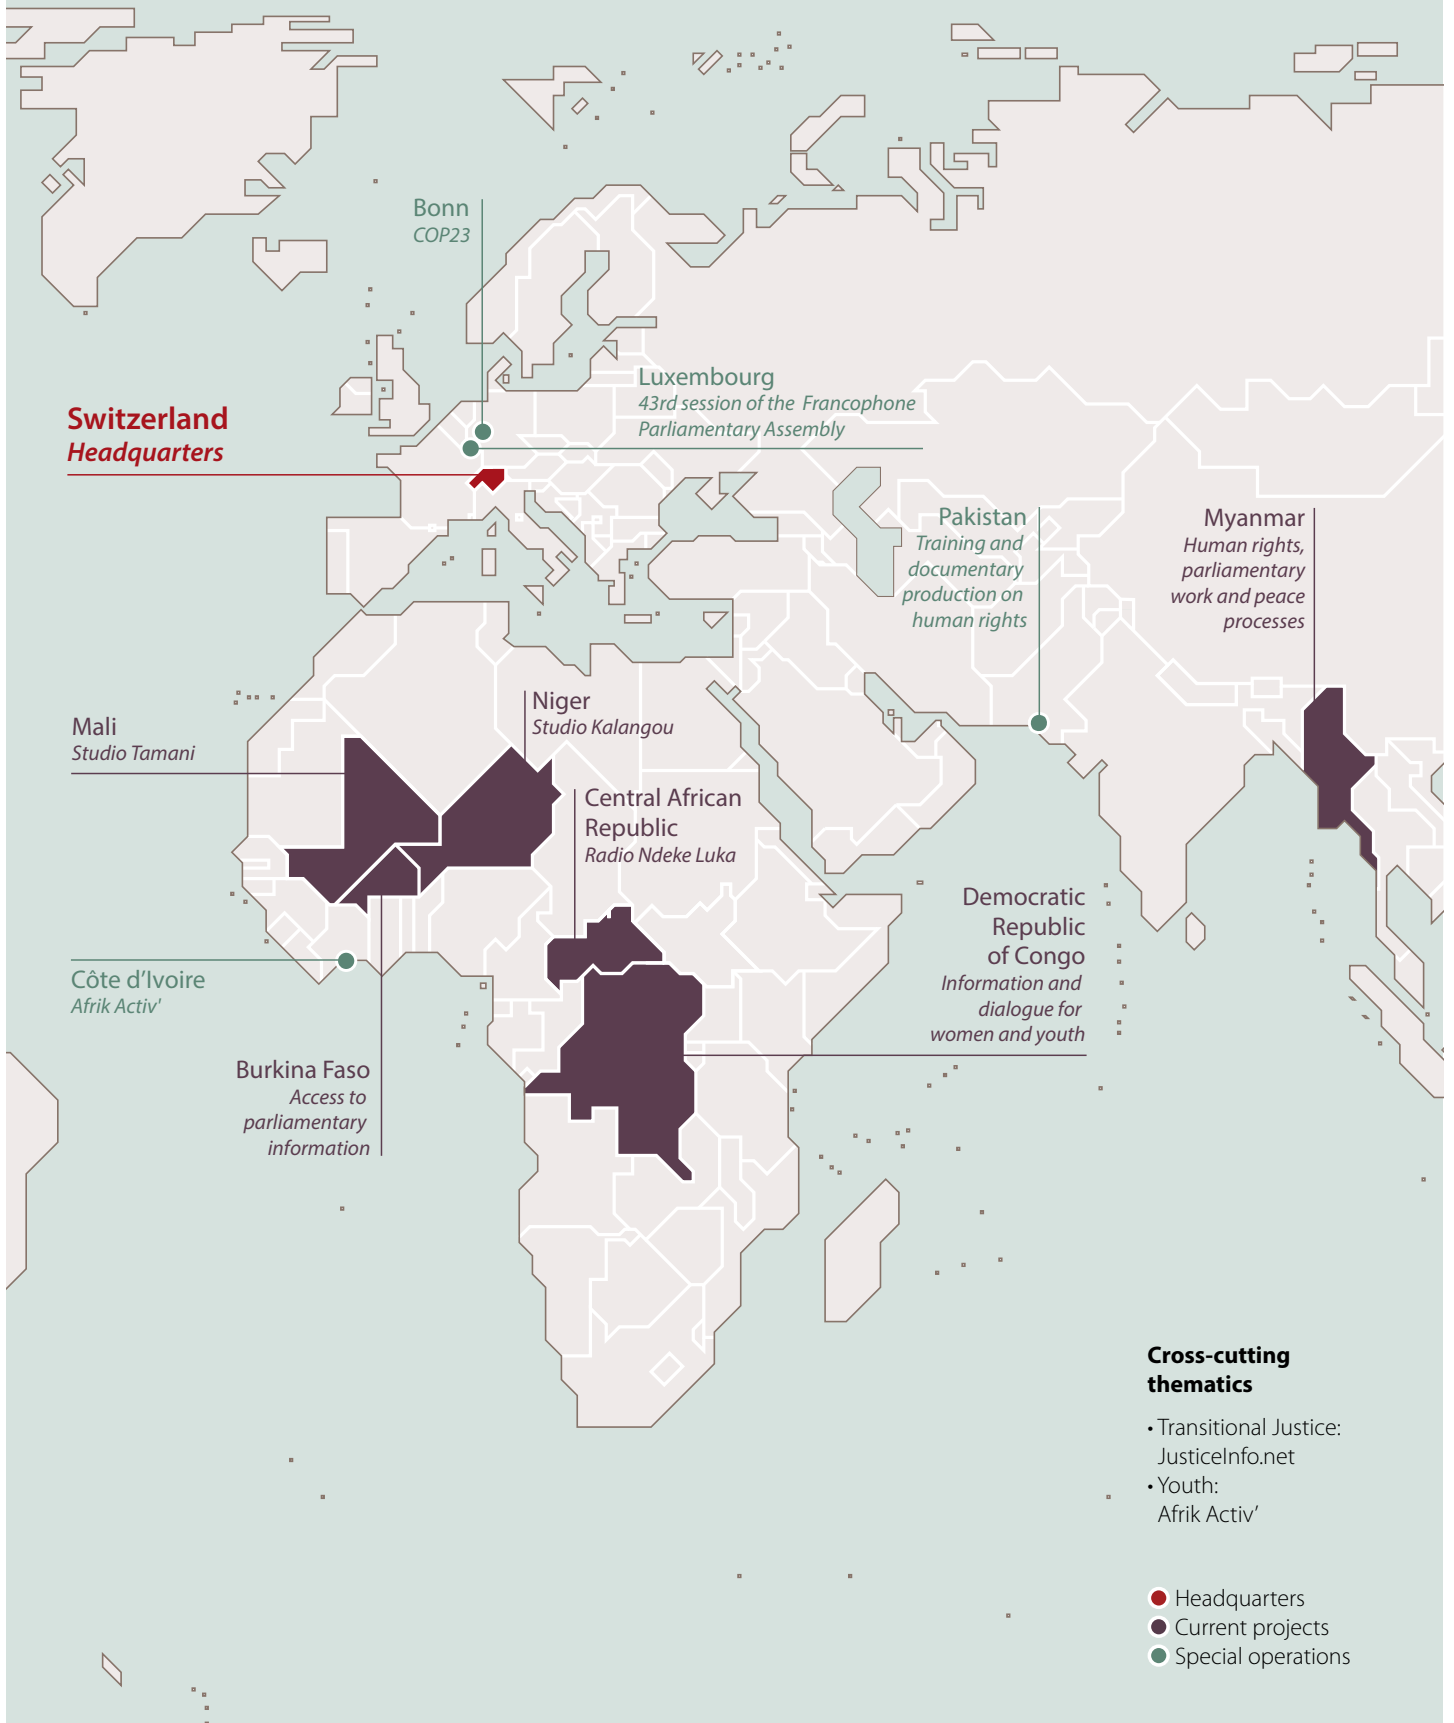 Bonn
COP23
Luxembourg
43rd session of the Francophone
Parliamentary Assembly
Switzerland
Headquarters
Pakistan
Training and
documentary
production on
human rights
Myanmar
Human rights,
parliamentary
work and peace
processes
Niger
Studio Kalangou
Mali
Studio Tamani
Central African
Republic
Radio Ndeke Luka
Democratic
Republic
of Congo
Information and
dialogue for
women and youth
Côte d’Ivoire
Afrik Activ'
Burkina Faso
Access to
parliamentary
information
Cross-cutting
thematics
• Transitional Justice:
JusticeInfo.net
• Youth:
Afrik Activ’
Headquarters
Current projects
Special operations